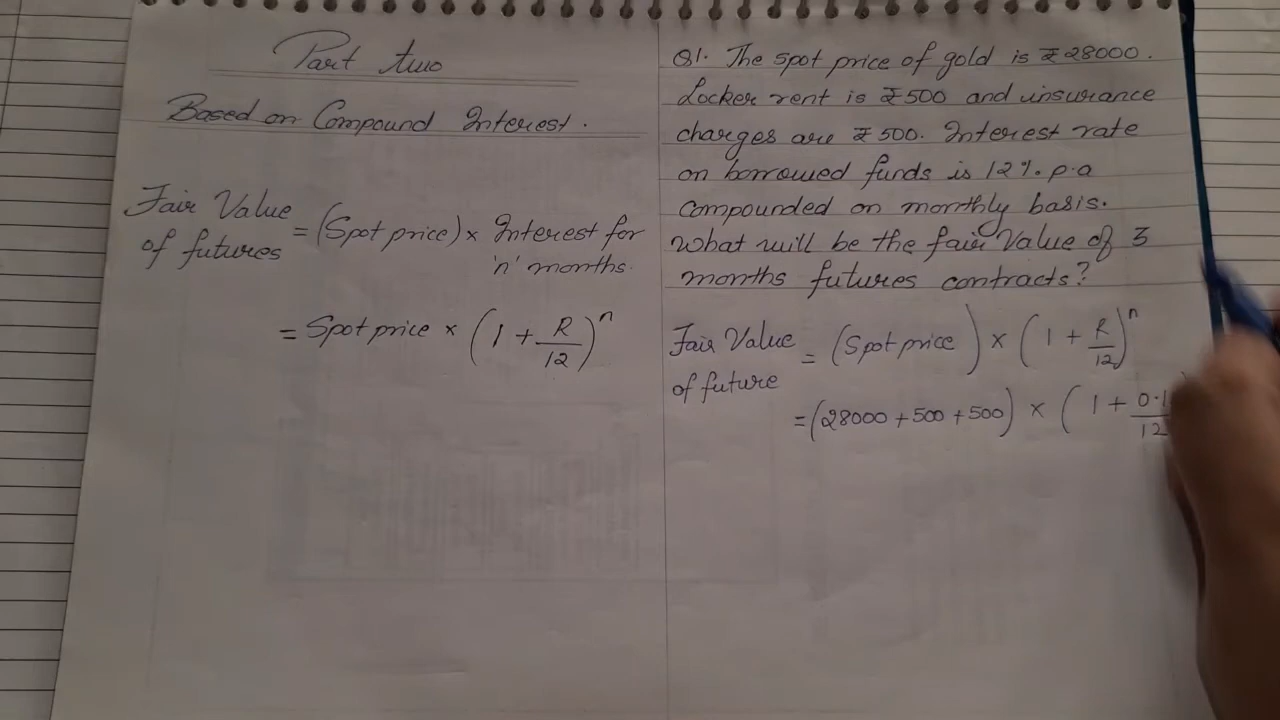 Part two
Based on Compound Interest.
Fair Value of futures = (Spot price) × Interest for 'n' months.
= Spot price × (1 + R/12)^n
Q1. The spot price of gold is ₹28000.
Locker rent is ₹500 and insurance
charges are ₹500. Interest rate
on borrowed funds is 12% p.a
compounded on monthly basis.
What will be the fair Value of 3
months futures contracts?
Fair Value of future = (Spot price) × (1 + R/12)^n
= (28000 + 500 + 500) × (1 + 0.1/12